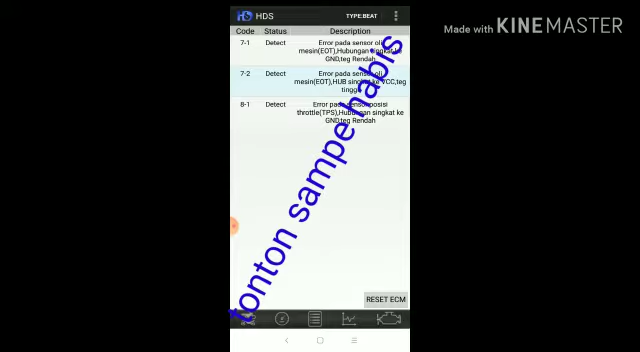 HDS TYPE:BEAT
Made with KINEMASTER
Code Status Description
7-1 Detect Error pada sensor oli
mesin(EOT),Hubungan singkat ke
GND,teg Rendah
7-2 Detect Error pada sensor oli
mesin(EOT),HUB singkat ke VCC,teg
tinggi
8-1 Detect Error pada sensor posisi
throttle(TPS),Hubungan singkat ke
GND,teg Rendah
tonton sampe habis
RESET ECM